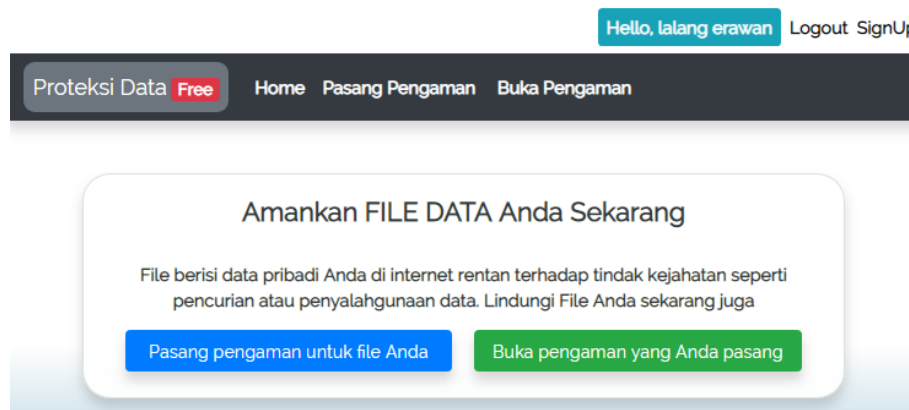 Hello, lalang erawan Logout SignUp
Proteksi Data Free Home Pasang Pengaman Buka Pengaman
Amankan FILE DATA Anda Sekarang
File berisi data pribadi Anda di internet rentan terhadap tindak kejahatan seperti
pencurian atau penyalahgunaan data. Lindungi File Anda sekarang juga
Pasang pengaman untuk file Anda Buka pengaman yang Anda pasang